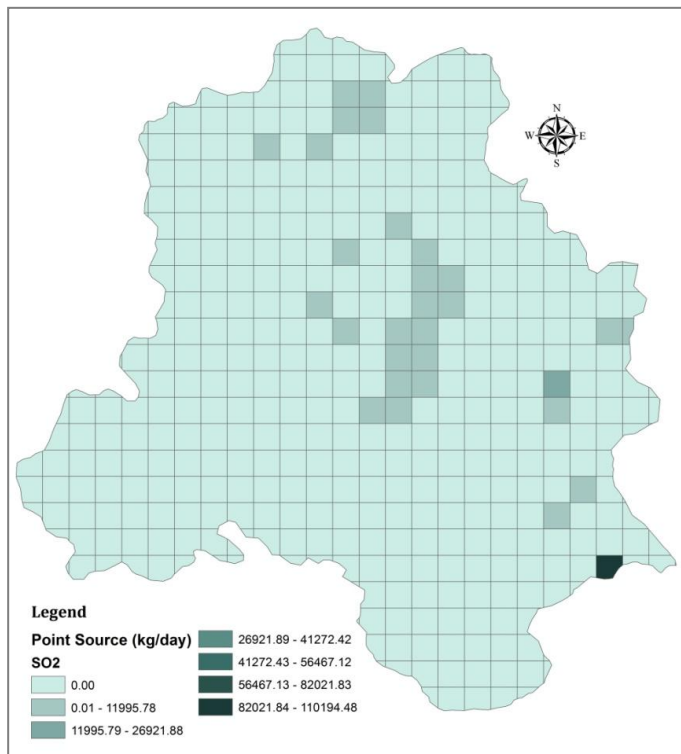 N
W E
S
Legend
Point Source (kg/day)
SO2
0.00
0.01 - 11995.78
11995.79 - 26921.88
26921.89 - 41272.42
41272.43 - 56467.12
56467.13 - 82021.83
82021.84 - 110194.48